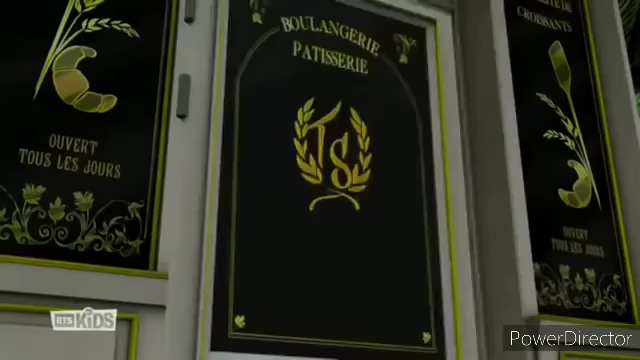 BOULANGERIE
PATISSERIE
TS
OUVERT
TOUS LES JOURS
CROISSANTS
OUVERT
TOUS LES JOURS
RTS KiDS
PowerDirector